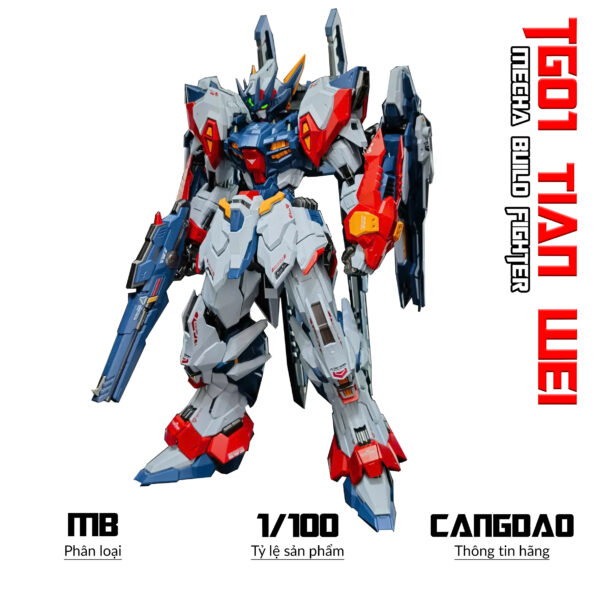 TG01 TIAN WEI
MECHA BUILD FIGHTER
MB
Phân loại
1/100
Tỷ lệ sản phẩm
CANGDAO
Thông tin hãng